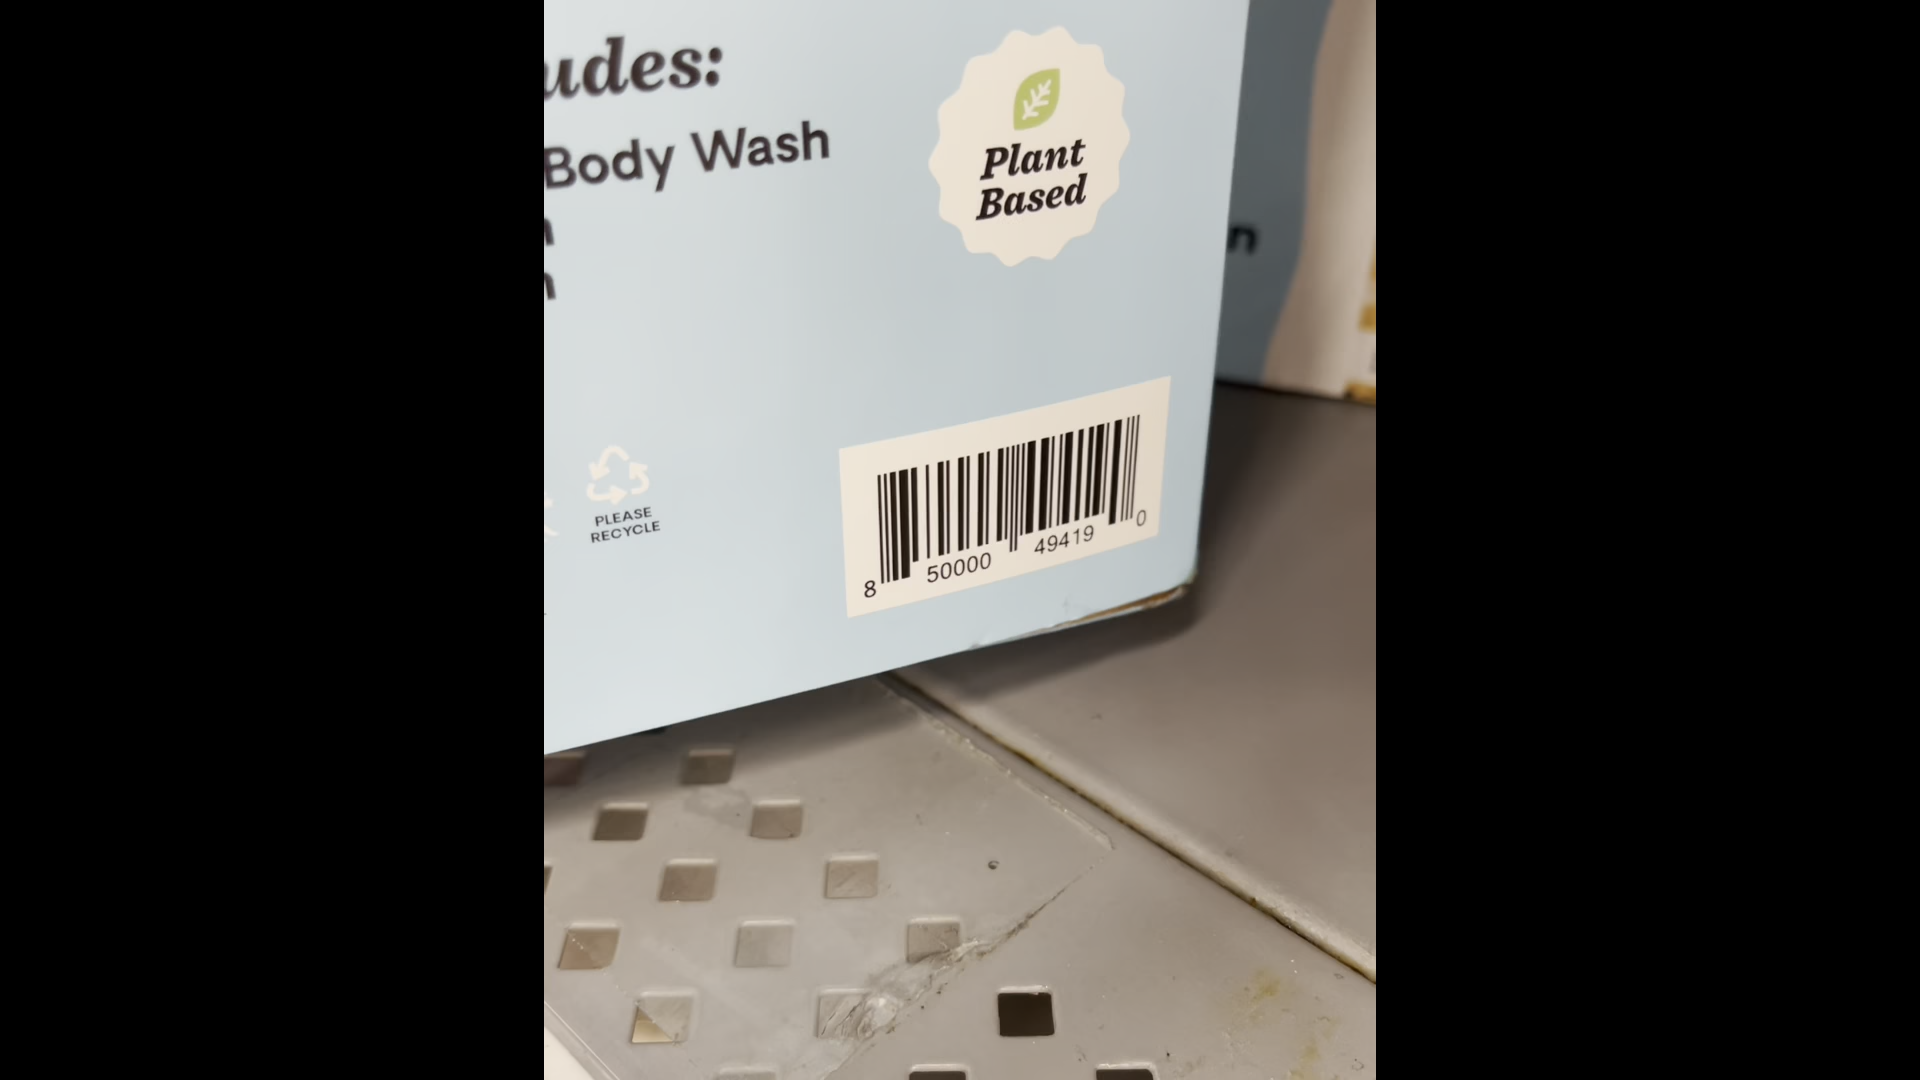 udes:
Body Wash
n
n
Plant
Based
n
PLEASE
RECYCLE
8 50000 49419 0